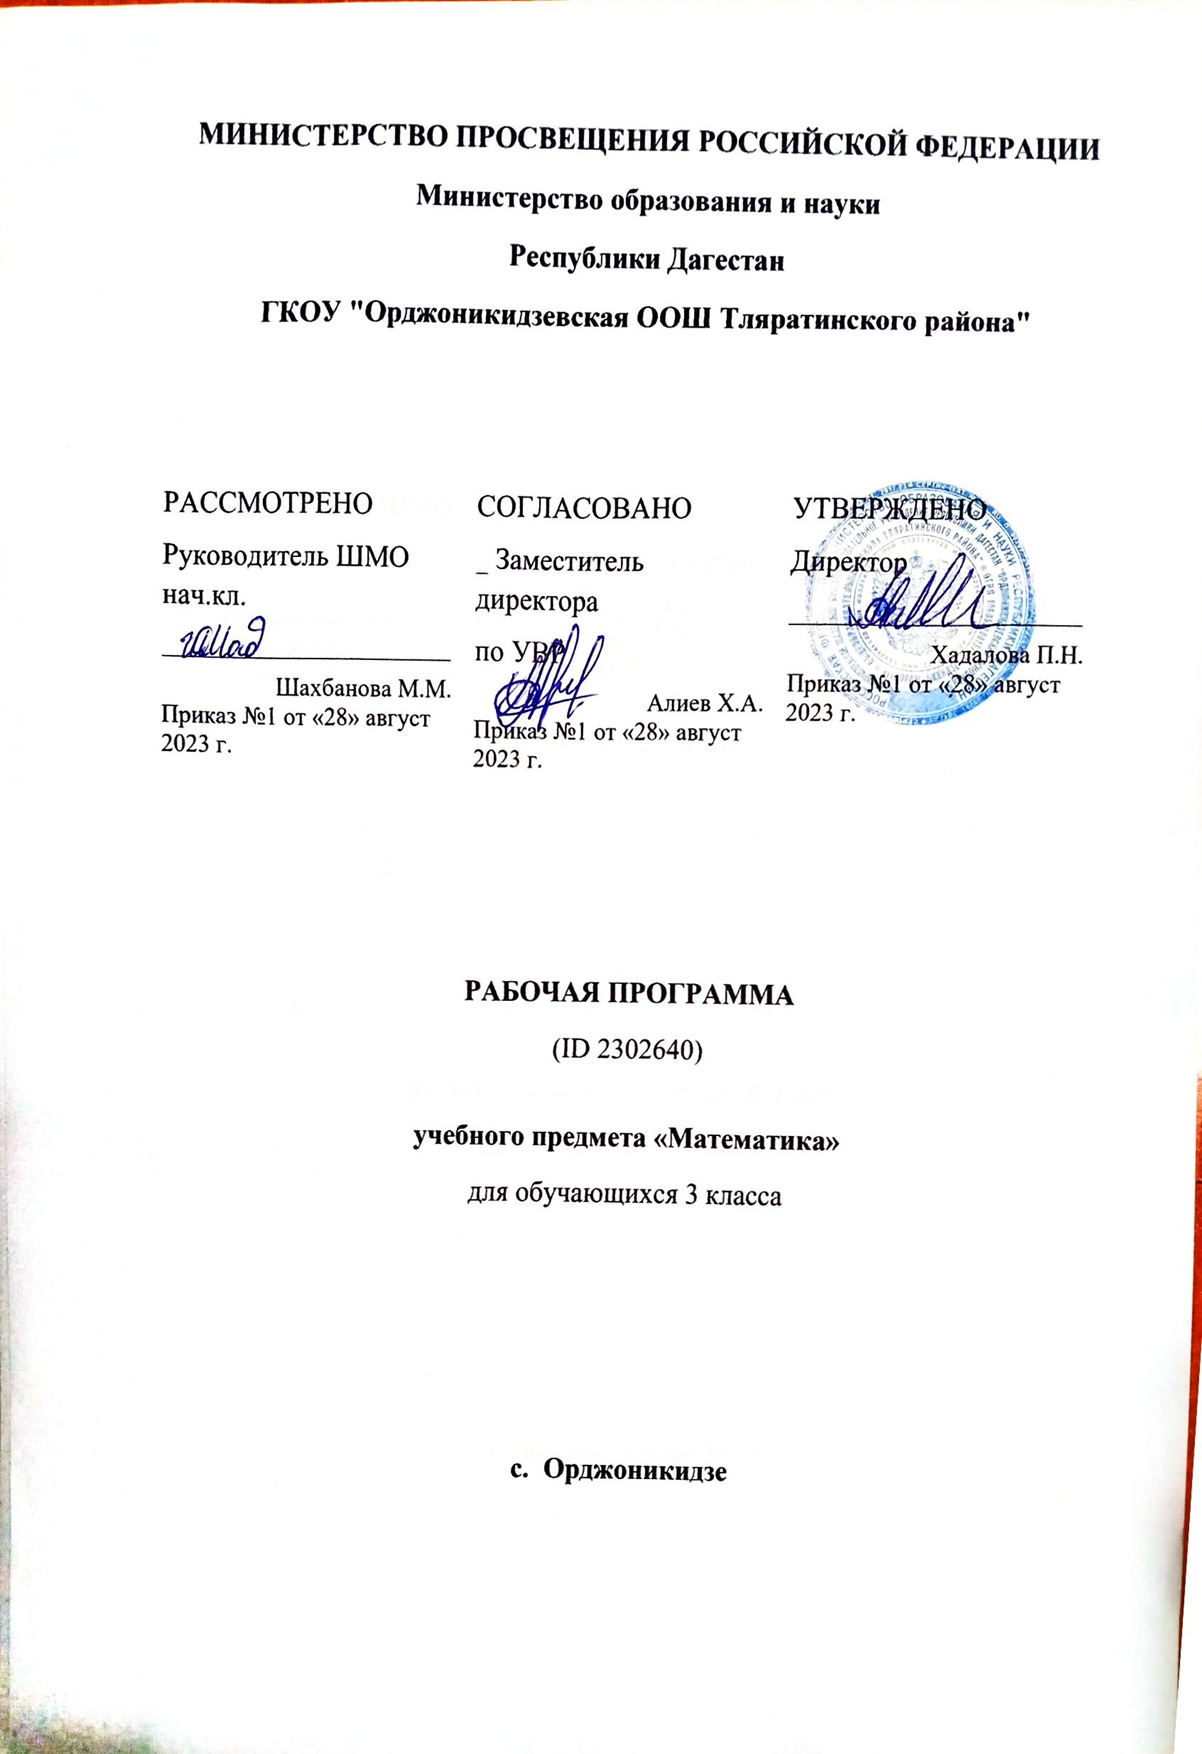 МИНИСТЕРСТВО ПРОСВЕЩЕНИЯ РОССИЙСКОЙ ФЕДЕРАЦИИ
Министерство образования и науки
Республики Дагестан
ГКОУ "Орджоникидзевская ООШ Тляратинского района"
РАССМОТРЕНО
Руководитель ШМО
нач.кл.
Шахбанова М.М.
Приказ №1 от «28» август
2023 г.
СОГЛАСОВАНО
_ Заместитель
директора
по УВР
Алиев Х.А.
Приказ №1 от «28» август
2023 г.
УТВЕРЖДЕНО
Директор
Хадалова П.Н.
Приказ №1 от «28» август
2023 г.
РАБОЧАЯ ПРОГРАММА
(ID 2302640)
учебного предмета «Математика»
для обучающихся 3 класса
с. Орджоникидзе